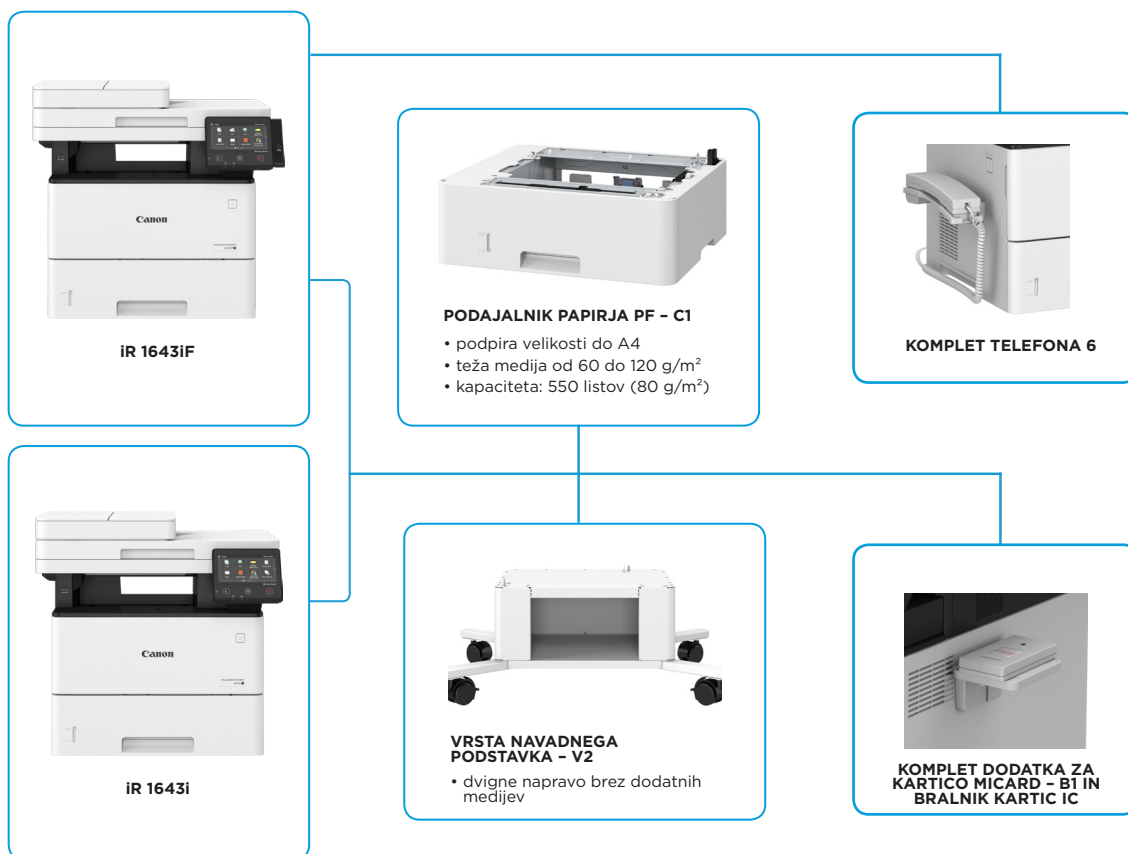 Canon
iR 1643iF
PODAJALNIK PAPIRJA PF – C1
• podpira velikosti do A4
• teža medija od 60 do 120 g/m²
• kapaciteta: 550 listov (80 g/m²)
KOMPLET TELEFONA 6
Canon
iR 1643i
VRSTA NAVADNEGA
PODSTAVKA – V2
• dvigne napravo brez dodatnih
medijev
KOMPLET DODATKA ZA
KARTICO MICARD – B1 IN
BRALNIK KARTIC IC